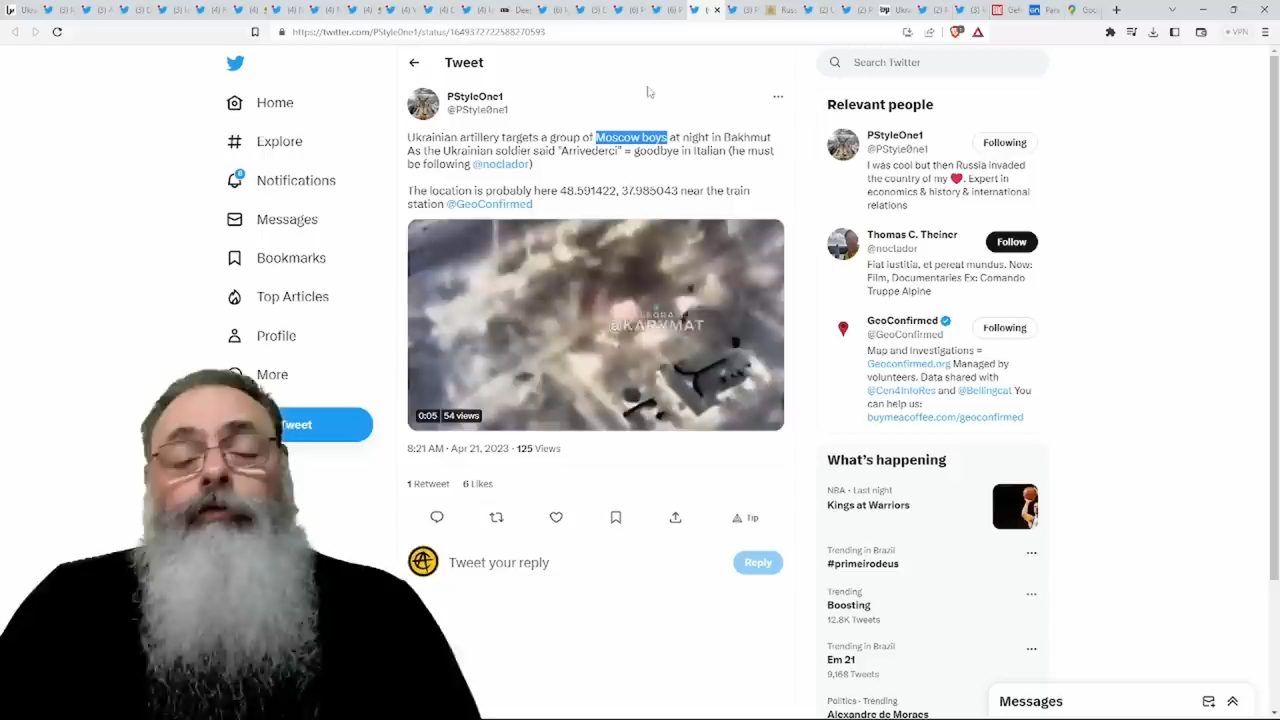 https://twitter.com/PStyle0ne1/status/1649372722588270593
VPN
Home
Explore
6
Notifications
Messages
Bookmarks
Top Articles
Profile
More
Tweet
Tweet
PStyleOne1
@PStyle0ne1
Ukrainian artillery targets a group of Moscow boys at night in Bakhmut
As the Ukrainian soldier said "Arrivederci" = goodbye in Italian (he must
be following @noclador)
The location is probably here 48.591422, 37.985043 near the train
station @GeoConfirmed
TELEGRAM
@KARYMAT
0:05 54 views
8:21 AM · Apr 21, 2023 · 125 Views
1 Retweet 6 Likes
Tip
Tweet your reply
Reply
Search Twitter
Relevant people
PStyleOne1
@PStyle0ne1
Following
I was cool but then Russia invaded
the country of my ❤️. Expert in
economics & history & international
relations
Thomas C. Theiner
@noclador
Follow
Fiat iustitia, et pereat mundus. Now:
Film, Documentaries Ex: Comando
Truppe Alpine
GeoConfirmed
@GeoConfirmed
Following
Map and Investigations =
Geoconfirmed.org Managed by
volunteers. Data shared with
@Cen4InfoRes and @Bellingcat You
can help us:
buymeacoffee.com/geoconfirmed
What's happening
NBA · Last night
Kings at Warriors
Trending in Brazil
#primeirodeus
Trending
Boosting
12.8K Tweets
Trending in Brazil
Em 21
9,168 Tweets
Politics · Trending
Alexandre de Moraes
Messages